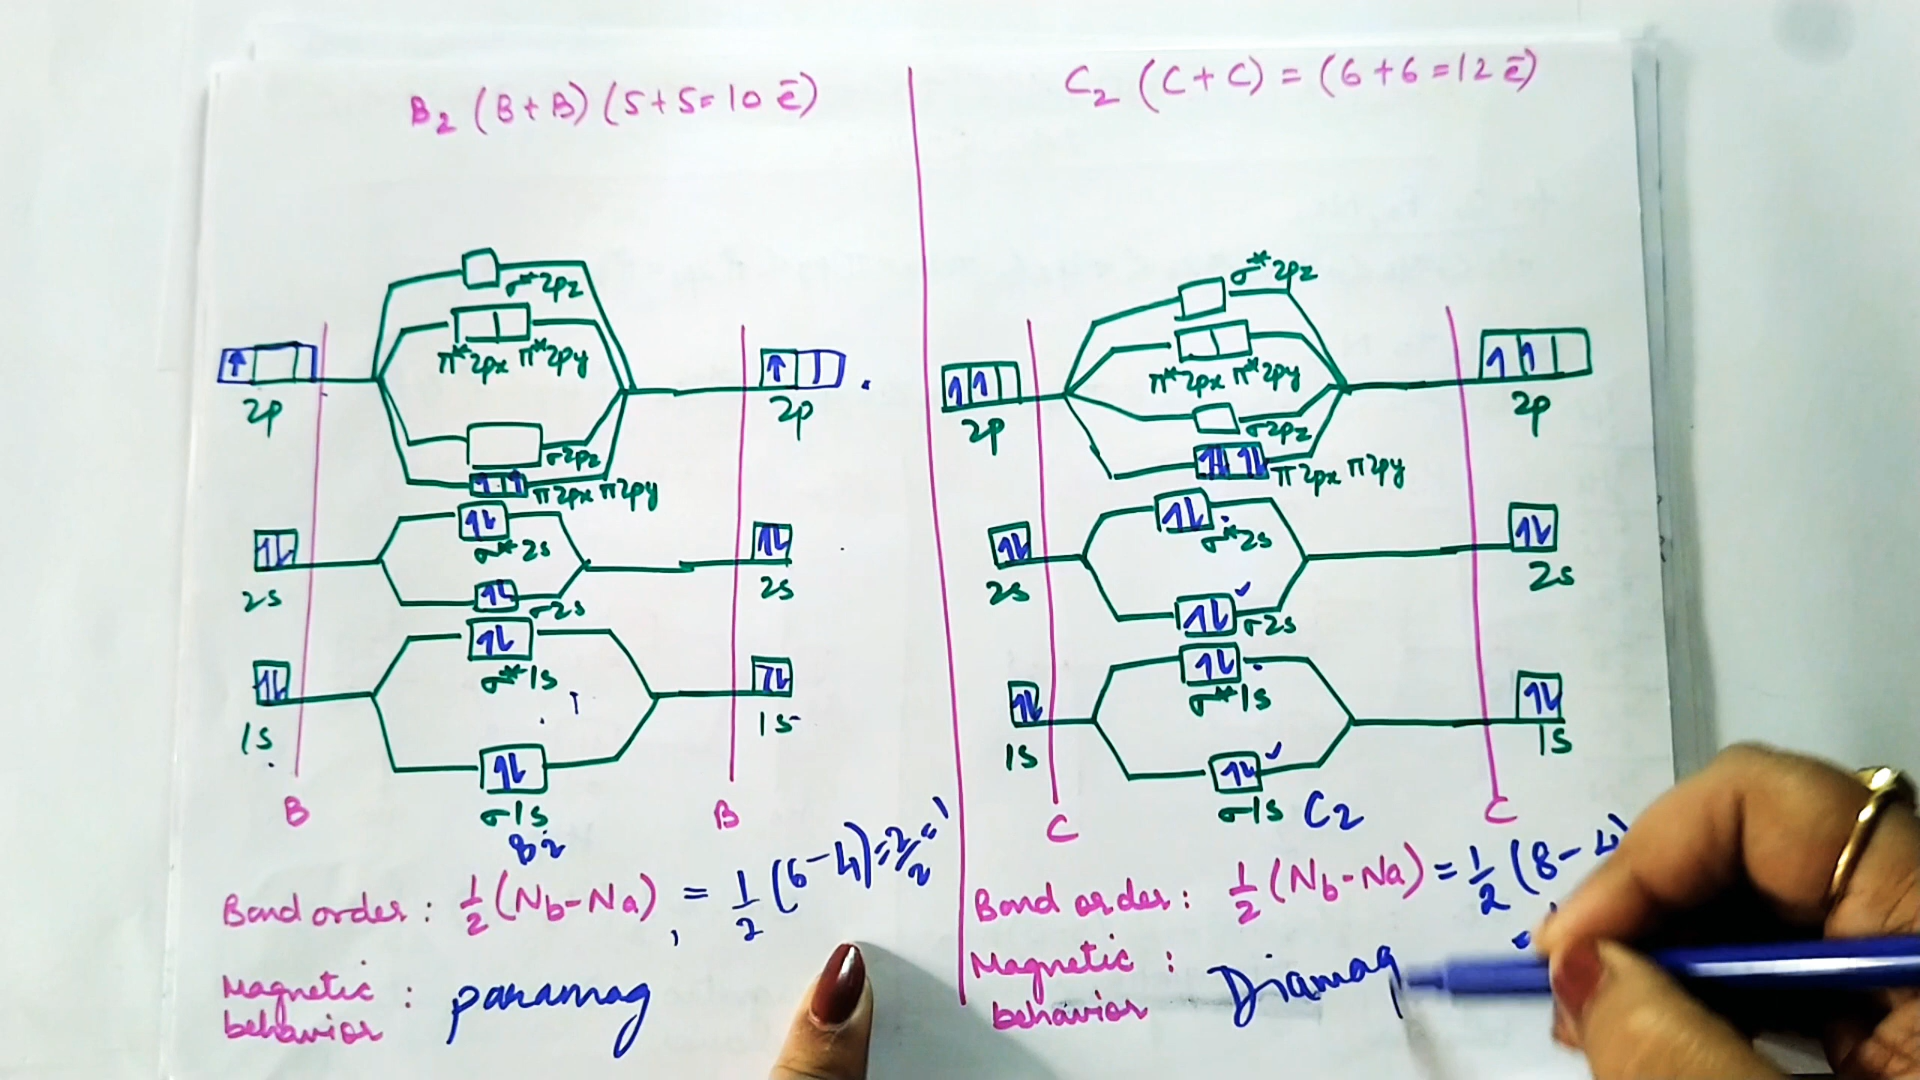 B₂ (B+B) (5+5=10 ē)
σ*2pz
π*2px π*2py
2p
2p
σ2pz
π2px π2py
σ*2s
2s
2s
σ2s
σ*1s
1s
1s
σ1s
B
B
B2
Bond order : 1/2 (Nb-Na), = 1/2 (6-4) = 2/2 = 1
Magnetic behavior : paramag
C₂ (C+C) = (6+6=12 ē)
σ*2pz
π*2px π*2py
2p
2p
σ2pz
π2px π2py
σ*2s
2s
2s
σ2s
σ*1s
1s
1s
σ1s
C2
C
C
Bond order : 1/2 (Nb-Na) = 1/2 (8-4)
Magnetic behavior : Diamag